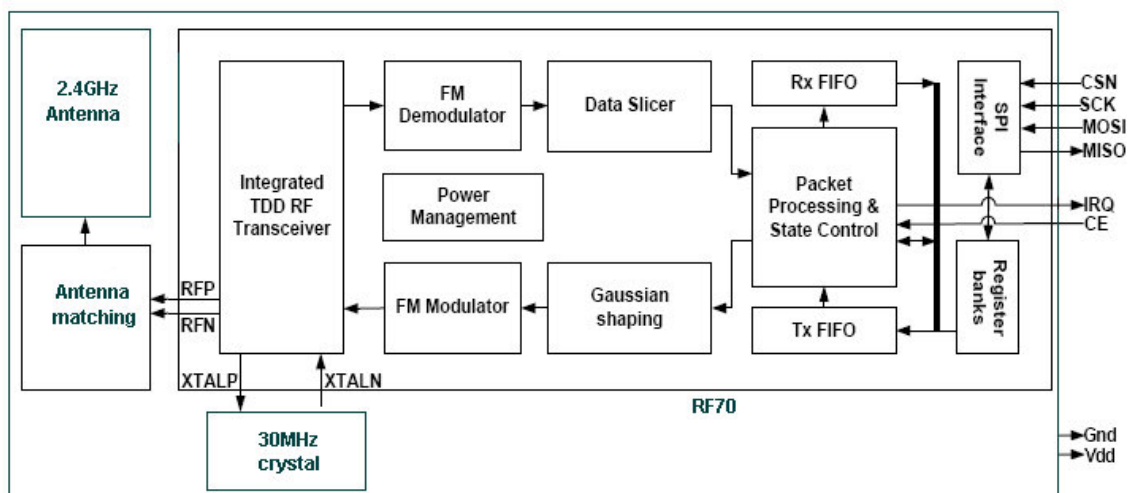 2.4GHz
Antenna
Antenna
matching
RFP
RFN
XTALP
XTALN
30MHz
crystal
Integrated
TDD RF
Transceiver
FM
Demodulator
Data Slicer
Power
Management
FM Modulator
Gaussian
shaping
Rx FIFO
Packet
Processing &
State Control
Tx FIFO
SPI
Interface
Register
banks
CSN
SCK
MOSI
MISO
IRQ
CE
RF70
Gnd
Vdd